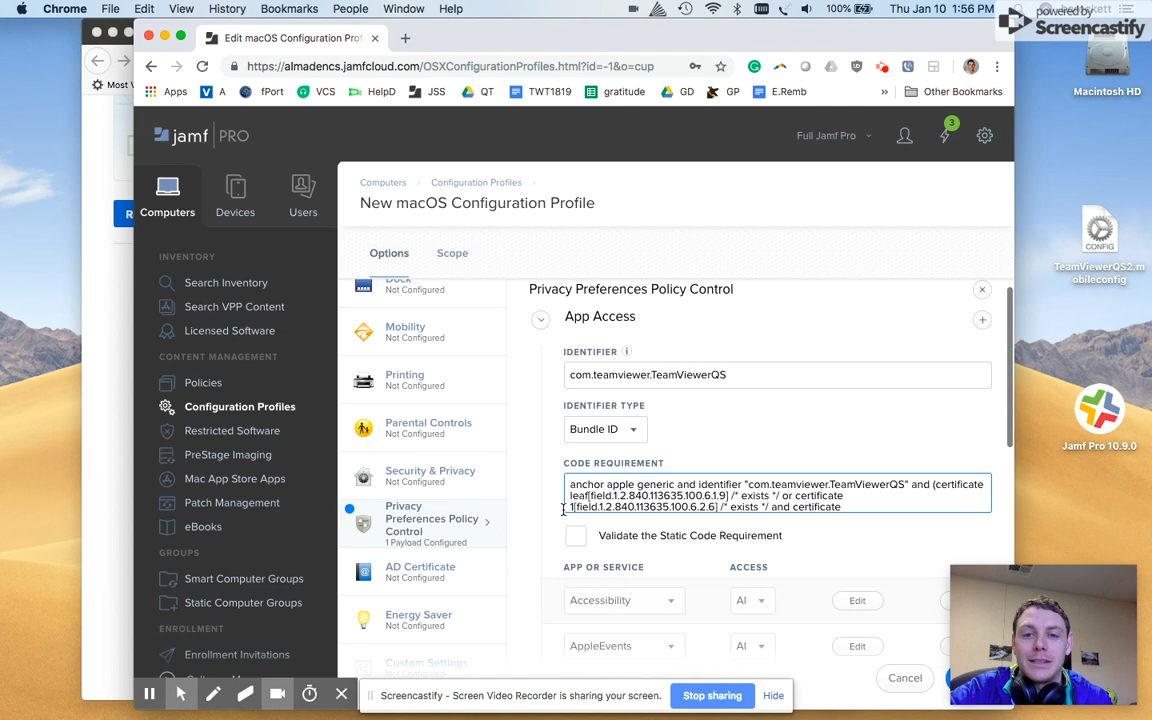 Chrome File Edit View History Bookmarks People Window Help 100% Thu Jan 10 1:56 PM
powered by
Screencastify
Edit macOS Configuration Prof
https://almadencs.jamfcloud.com/OSXConfigurationProfiles.html?id=-1&o=cup
Most V
Apps A fPort VCS HelpD JSS QT TWT1819 gratitude GD GP E.Remb » Other Bookmarks
Macintosh HD
jamf PRO
Full Jamf Pro
3
Computers
Devices
Users
Computers Configuration Profiles
New macOS Configuration Profile
Options
Scope
INVENTORY
Search Inventory
Search VPP Content
Licensed Software
CONTENT MANAGEMENT
Policies
Configuration Profiles
Restricted Software
PreStage Imaging
Mac App Store Apps
Patch Management
eBooks
GROUPS
Smart Computer Groups
Static Computer Groups
ENROLLMENT
Enrollment Invitations
Dock
Not Configured
Mobility
Not Configured
Printing
Not Configured
Parental Controls
Not Configured
Security & Privacy
Not Configured
Privacy
Preferences Policy
Control
1 Payload Configured
AD Certificate
Not Configured
Energy Saver
Not Configured
Custom Settings
Not Configured
Privacy Preferences Policy Control
App Access
IDENTIFIER
com.teamviewer.TeamViewerQS
IDENTIFIER TYPE
Bundle ID
CODE REQUIREMENT
anchor apple generic and identifier "com.teamviewer.TeamViewerQS" and (certificate
leaf[field.1.2.840.113635.100.6.1.9] /* exists */ or certificate
1[field.1.2.840.113635.100.6.2.6] /* exists */ and certificate
Validate the Static Code Requirement
APP OR SERVICE ACCESS
Accessibility Al Edit
AppleEvents Al Edit
Cancel
CONFIG
TeamViewerQS2.m
obileconfig
Jamf Pro 10.9.0
Screencastify - Screen Video Recorder is sharing your screen. Stop sharing Hide